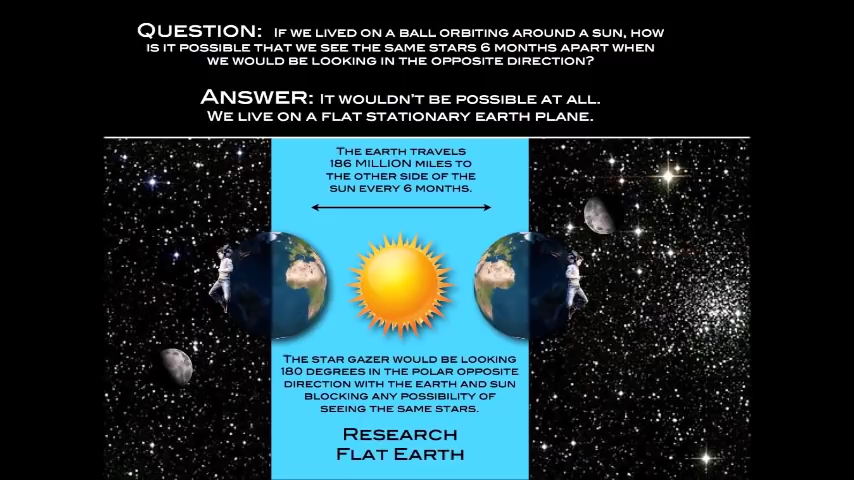 QUESTION: IF WE LIVED ON A BALL ORBITING AROUND A SUN, HOW
IS IT POSSIBLE THAT WE SEE THE SAME STARS 6 MONTHS APART WHEN
WE WOULD BE LOOKING IN THE OPPOSITE DIRECTION?
ANSWER: IT WOULDN'T BE POSSIBLE AT ALL.
WE LIVE ON A FLAT STATIONARY EARTH PLANE.
THE EARTH TRAVELS
186 MILLION MILES TO
THE OTHER SIDE OF THE
SUN EVERY 6 MONTHS.
THE STAR GAZER WOULD BE LOOKING
180 DEGREES IN THE POLAR OPPOSITE
DIRECTION WITH THE EARTH AND SUN
BLOCKING ANY POSSIBILITY OF
SEEING THE SAME STARS.
RESEARCH
FLAT EARTH